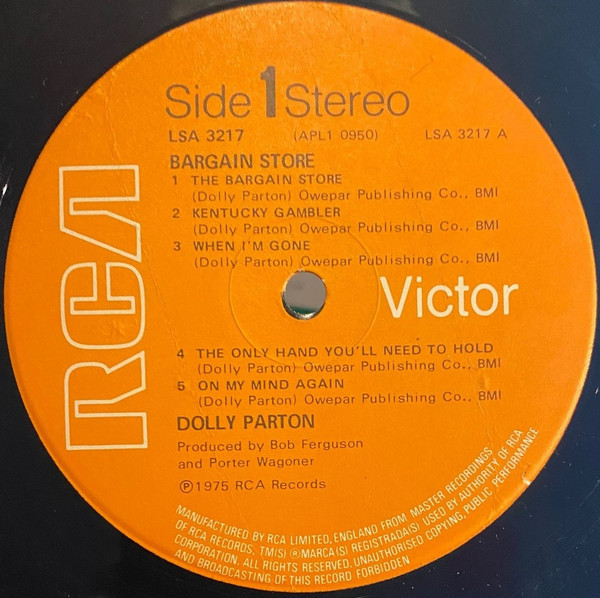 Side 1 Stereo
LSA 3217 (APL1 0950) LSA 3217 A
BARGAIN STORE
1 THE BARGAIN STORE
(Dolly Parton) Owepar Publishing Co., BMI
2 KENTUCKY GAMBLER
(Dolly Parton) Owepar Publishing Co., BMI
3 WHEN I'M GONE
(Dolly Parton) Owepar Publishing Co., BMI
RCA
Victor
4 THE ONLY HAND YOU'LL NEED TO HOLD
(Dolly Parton) Owepar Publishing Co., BMI
5 ON MY MIND AGAIN
(Dolly Parton) Owepar Publishing Co., BMI
DOLLY PARTON
Produced by Bob Ferguson
and Porter Wagoner
℗1975 RCA Records
MANUFACTURED BY RCA LIMITED, ENGLAND FROM MASTER RECORDINGS
OF RCA RECORDS, TM(S) ® MARCA(S) REGISTRADA(S) USED BY AUTHORITY OF RCA
CORPORATION. ALL RIGHTS RESERVED. UNAUTHORISED COPYING, PUBLIC PERFORMANCE
AND BROADCASTING OF THIS RECORD FORBIDDEN